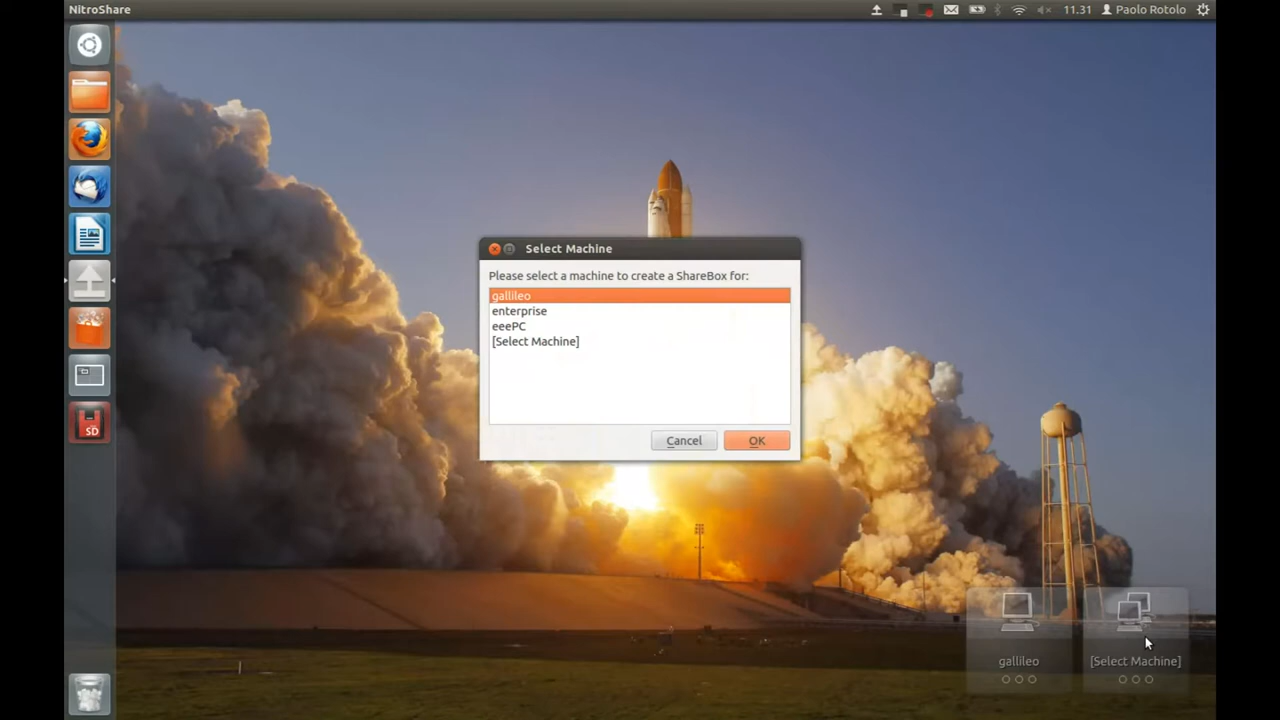 NitroShare
11.31
Paolo Rotolo
Select Machine
Please select a machine to create a ShareBox for:
gallileo
enterprise
eeePC
[Select Machine]
Cancel
OK
SD
gallileo
[Select Machine]